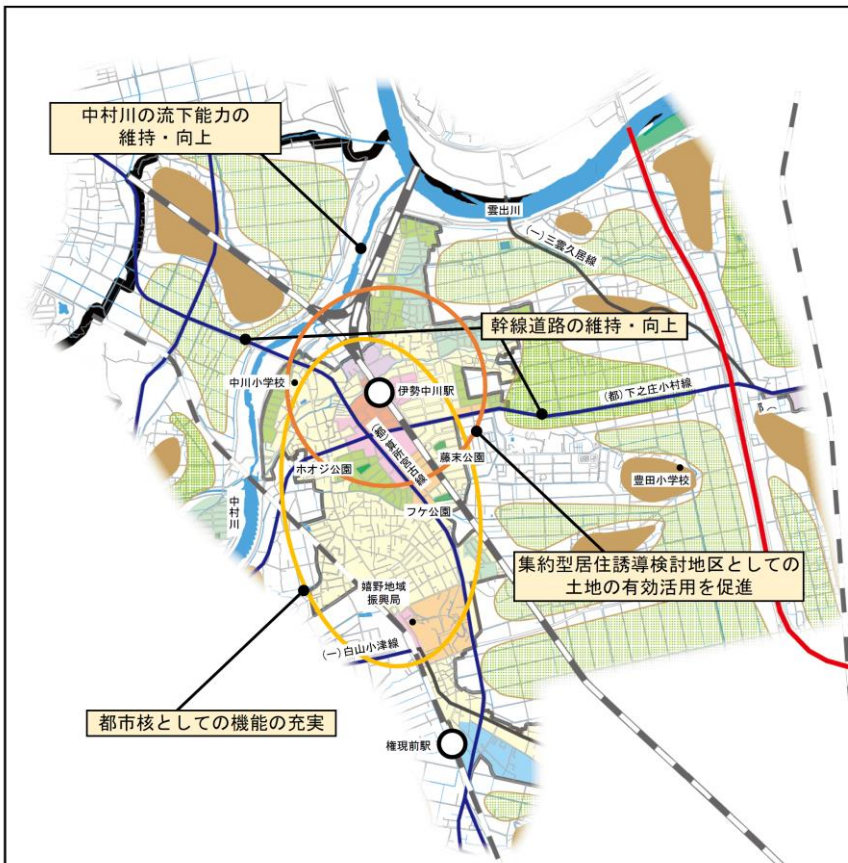 中村川の流下能力の
維持・向上
雲出川
(一)三雲久居線
幹線道路の維持・向上
中川小学校
伊勢中川駅
(都)下之庄小村線
ホオジ公園
藤末公園
豊田小学校
フケ公園
中村川
集約型居住誘導検討地区としての
土地の有効活用を促進
嬉野地域
振興局
(一)白山小津線
都市核としての機能の充実
権現前駅